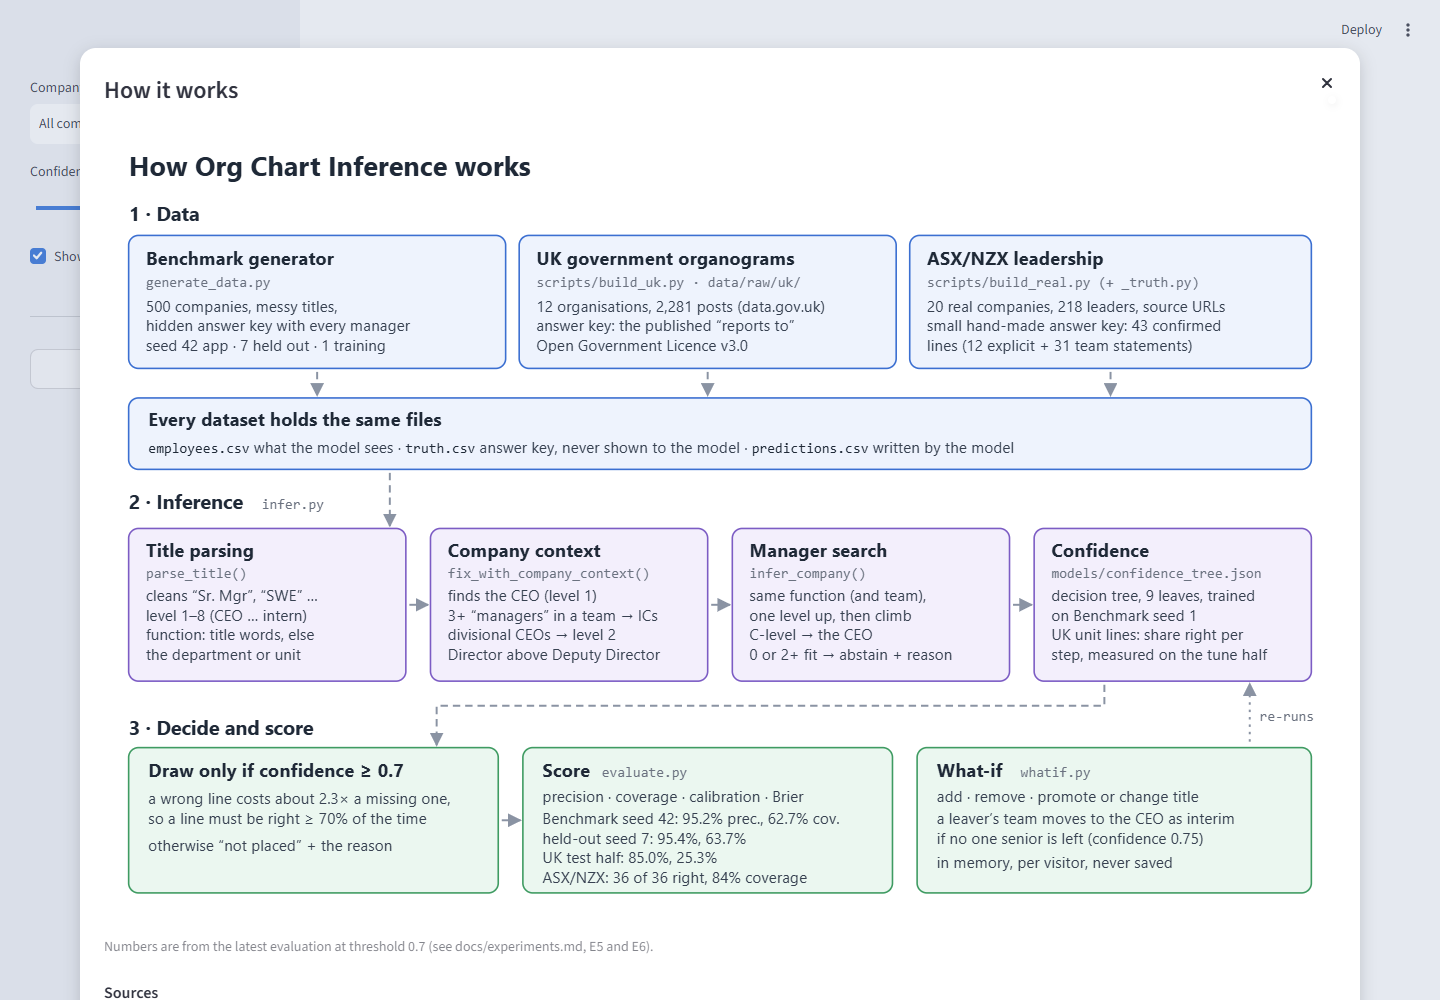 Deploy
How it works
Compan
All com
Confiden
Show
How Org Chart Inference works
1 · Data
Benchmark generator
generate_data.py
500 companies, messy titles,
hidden answer key with every manager
seed 42 app · 7 held out · 1 training
UK government organograms
scripts/build_uk.py · data/raw/uk/
12 organisations, 2,281 posts (data.gov.uk)
answer key: the published “reports to”
Open Government Licence v3.0
ASX/NZX leadership
scripts/build_real.py (+ _truth.py)
20 real companies, 218 leaders, source URLs
small hand-made answer key: 43 confirmed
lines (12 explicit + 31 team statements)
Every dataset holds the same files
employees.csv what the model sees · truth.csv answer key, never shown to the model · predictions.csv written by the model
2 · Inference infer.py
Title parsing
parse_title()
cleans “Sr. Mgr”, “SWE” …
level 1–8 (CEO … intern)
function: title words, else
the department or unit
Company context
fix_with_company_context()
finds the CEO (level 1)
3+ “managers” in a team → ICs
divisional CEOs → level 2
Director above Deputy Director
Manager search
infer_company()
same function (and team),
one level up, then climb
C-level → the CEO
0 or 2+ fit → abstain + reason
Confidence
models/confidence_tree.json
decision tree, 9 leaves, trained
on Benchmark seed 1
UK unit lines: share right per
step, measured on the tune half
re-runs
3 · Decide and score
Draw only if confidence ≥ 0.7
a wrong line costs about 2.3× a missing one,
so a line must be right ≥ 70% of the time
otherwise “not placed” + the reason
Score evaluate.py
precision · coverage · calibration · Brier
Benchmark seed 42: 95.2% prec., 62.7% cov.
held-out seed 7: 95.4%, 63.7%
UK test half: 85.0%, 25.3%
ASX/NZX: 36 of 36 right, 84% coverage
What-if whatif.py
add · remove · promote or change title
a leaver’s team moves to the CEO as interim
if no one senior is left (confidence 0.75)
in memory, per visitor, never saved
Numbers are from the latest evaluation at threshold 0.7 (see docs/experiments.md, E5 and E6).
Sources